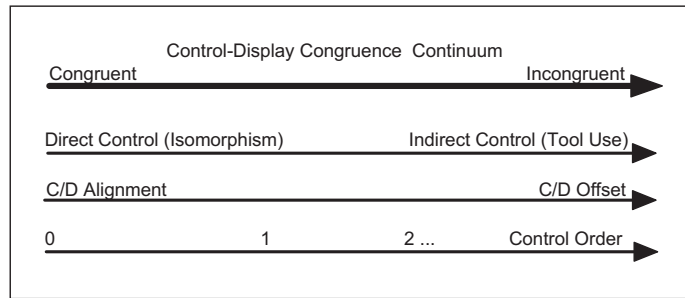 Control-Display Congruence Continuum
Congruent Incongruent
Direct Control (Isomorphism) Indirect Control (Tool Use)
C/D Alignment C/D Offset
0 1 2 ... Control Order